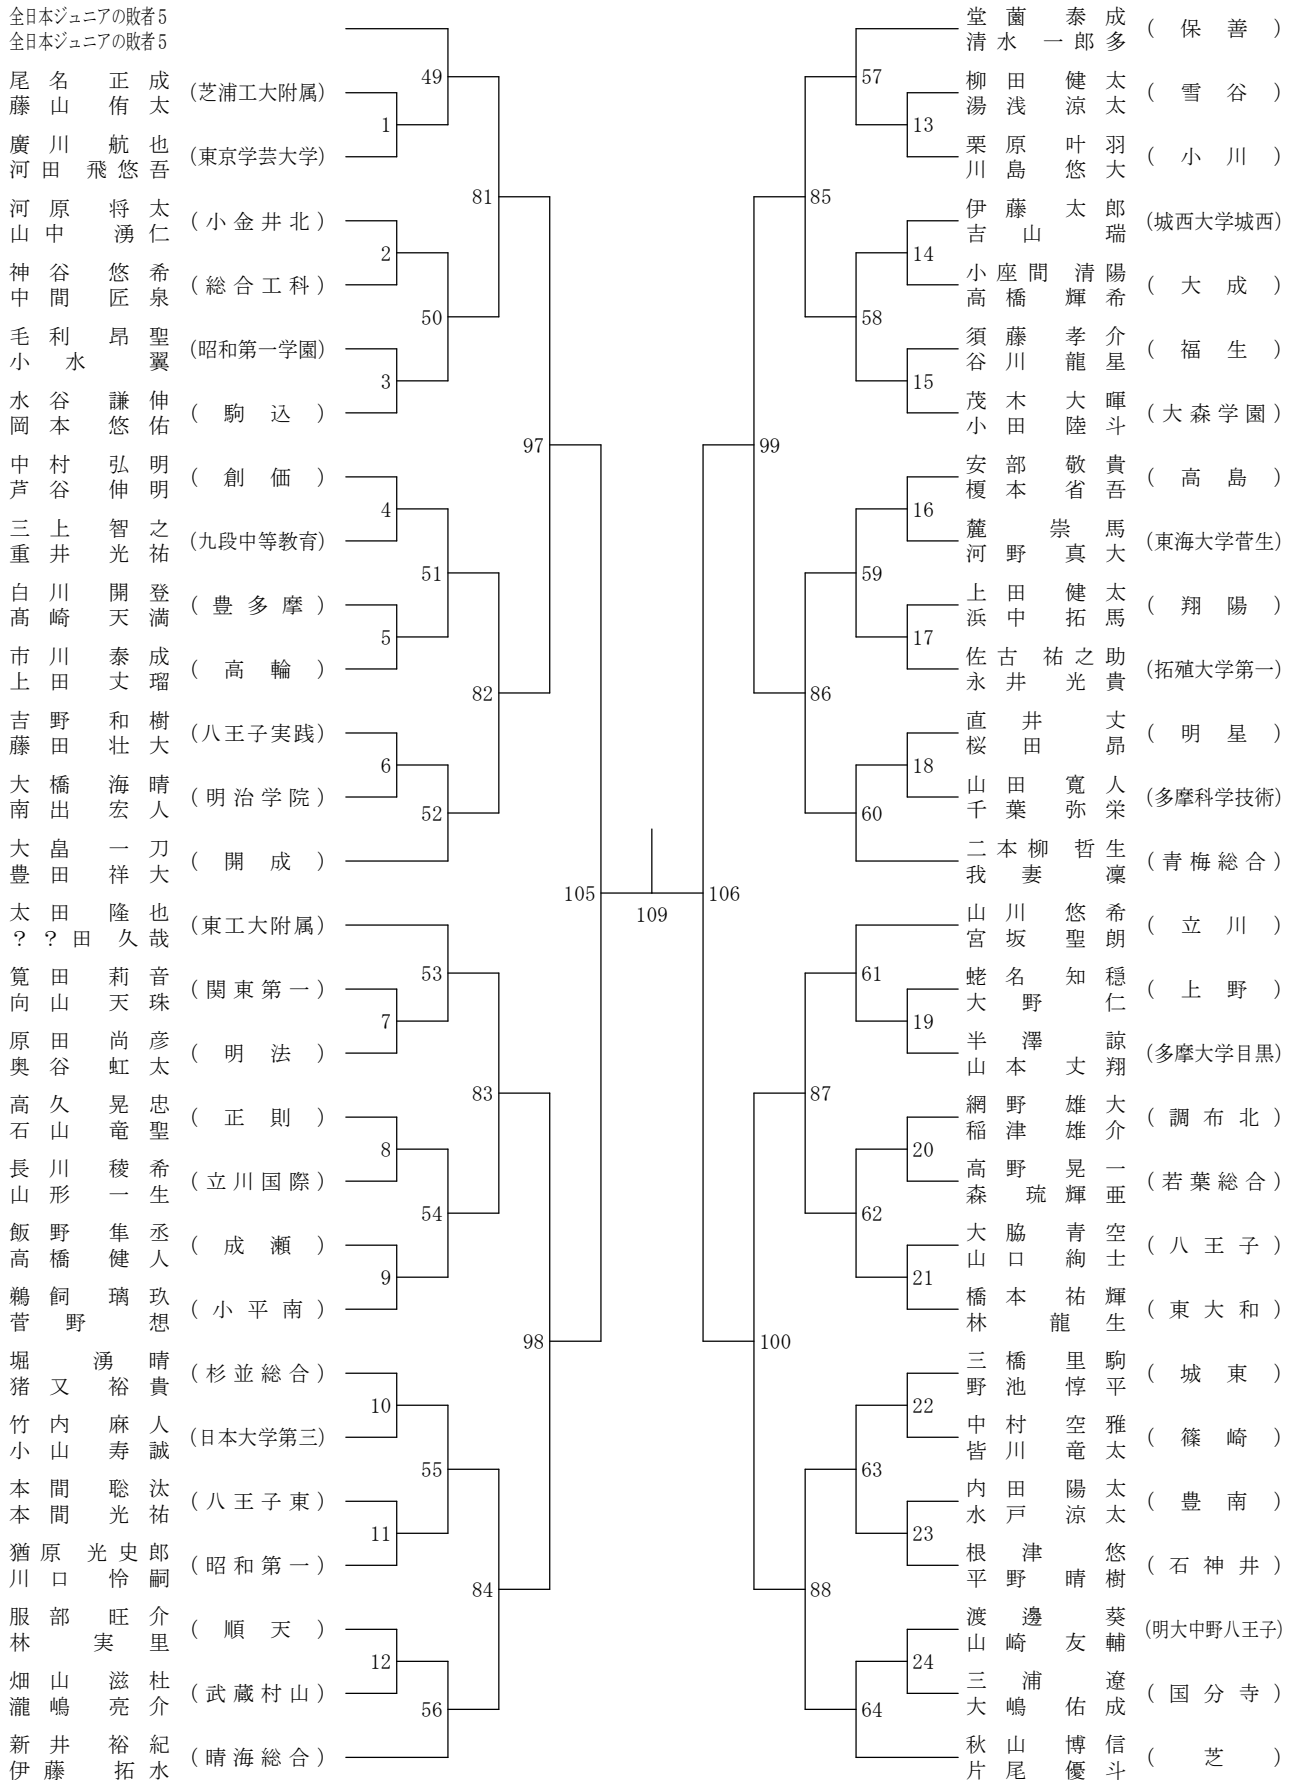 全日本ジュニアの敗者5
全日本ジュニアの敗者5
49
尾名 正成
藤山 侑太
(芝浦工大附属)
1
廣川 航也
河田 飛悠吾
(東京学芸大学)
81
河原 将太
山中 湧仁
(小金井北)
2
神谷 悠希
中間 匠泉
(総合工科)
50
毛利 昂聖
小水 翼
(昭和第一学園)
3
水谷 謙伸
岡本 悠佑
(駒込)
97
中村 弘明
芦谷 伸明
(創価)
4
三上 智之
重井 光祐
(九段中等教育)
51
白川 開登
髙崎 天満
(豊多摩)
5
市川 泰成
上田 丈瑠
(高輪)
82
吉野 和樹
藤田 壮大
(八王子実践)
6
大橋 海晴
南出 宏人
(明治学院)
52
大畠 一刀
豊田 祥大
(開成)
105
太田 隆也
??田 久哉
(東工大附属)
53
筧田 莉音
向山 天珠
(関東第一)
7
原田 尚彦
奥谷 虹太
(明法)
83
高久 晃忠
石山 竜聖
(正則)
8
長川 稜希
山形 一生
(立川国際)
54
飯野 隼丞
高橋 健人
(成瀬)
9
鵜飼 璃玖
菅野 想
(小平南)
98
堀 湧晴
猪又 裕貴
(杉並総合)
10
竹内 麻人
小山 寿誠
(日本大学第三)
55
本間 聡汰
本間 光祐
(八王子東)
11
猶原 光史郎
川口 怜嗣
(昭和第一)
84
服部 旺介
林 実里
(順天)
12
畑山 滋杜
瀧嶋 亮介
(武蔵村山)
56
新井 裕紀
伊藤 拓水
(晴海総合)
109
堂薗 泰成
清水 一郎多
(保善)
57
柳田 健太
湯浅 涼太
(雪谷)
13
栗原 叶羽
川島 悠大
(小川)
85
伊藤 太郎
吉山 瑞
(城西大学城西)
14
小座間 清陽
高橋 輝希
(大成)
58
須藤 孝介
谷川 龍星
(福生)
15
茂木 大暉
小田 陸斗
(大森学園)
99
安部 敬貴
榎本 省吾
(高島)
16
麓 崇馬
河野 真大
(東海大学菅生)
59
上田 健太
浜中 拓馬
(翔陽)
17
佐古 祐之助
永井 光貴
(拓殖大学第一)
86
直井 丈
桜田 昴
(明星)
18
山田 寛人
千葉 弥栄
(多摩科学技術)
60
二本柳 哲生
我妻 凜
(青梅総合)
106
山川 悠希
宮坂 聖朗
(立川)
61
蛯名 知穏
大野 仁
(上野)
19
半澤 諒
山本 丈翔
(多摩大学目黒)
87
網野 雄大
稲津 雄介
(調布北)
20
高野 晃一
森 琉輝亜
(若葉総合)
62
大脇 青空
山口 絢士
(八王子)
21
橋本 祐輝
林 龍生
(東大和)
100
三橋 里駒
野池 惇平
(城東)
22
中村 空雅
皆川 竜太
(篠崎)
63
内田 陽太
水戸 涼太
(豊南)
23
根津 悠
平野 晴樹
(石神井)
88
渡邊 葵
山崎 友輔
(明大中野八王子)
24
三浦 遼
大嶋 佑成
(国分寺)
64
秋山 博信
片尾 優斗
(芝)